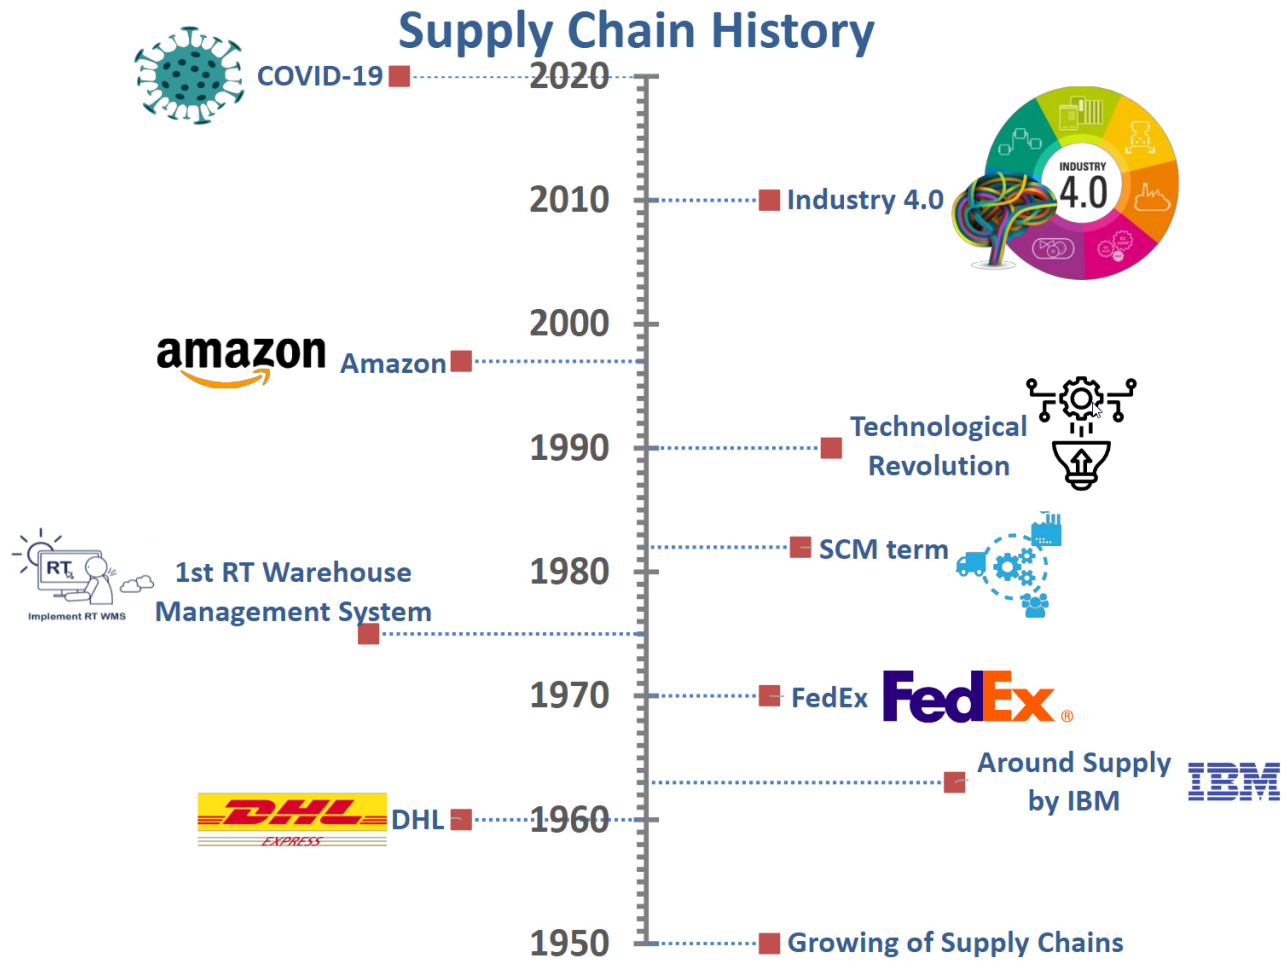 Supply Chain History
COVID-19
2020
INDUSTRY
4.0
2010
Industry 4.0
2000
amazon
Amazon
Technological
Revolution
1990
SCM term
RT
1st RT Warehouse
Management System
Implement RT WMS
1980
1970
FedEx
FedEx®
Around Supply
by IBM
IBM
DHL
EXPRESS
DHL
1960
1950
Growing of Supply Chains